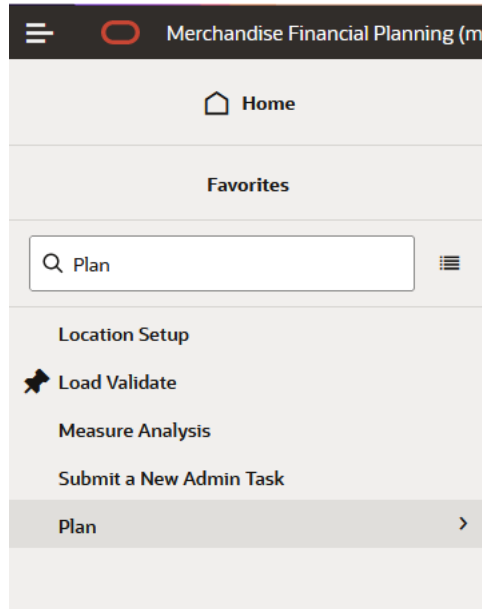 Merchandise Financial Planning (m
Home
Favorites
Plan
Location Setup
Load Validate
Measure Analysis
Submit a New Admin Task
Plan